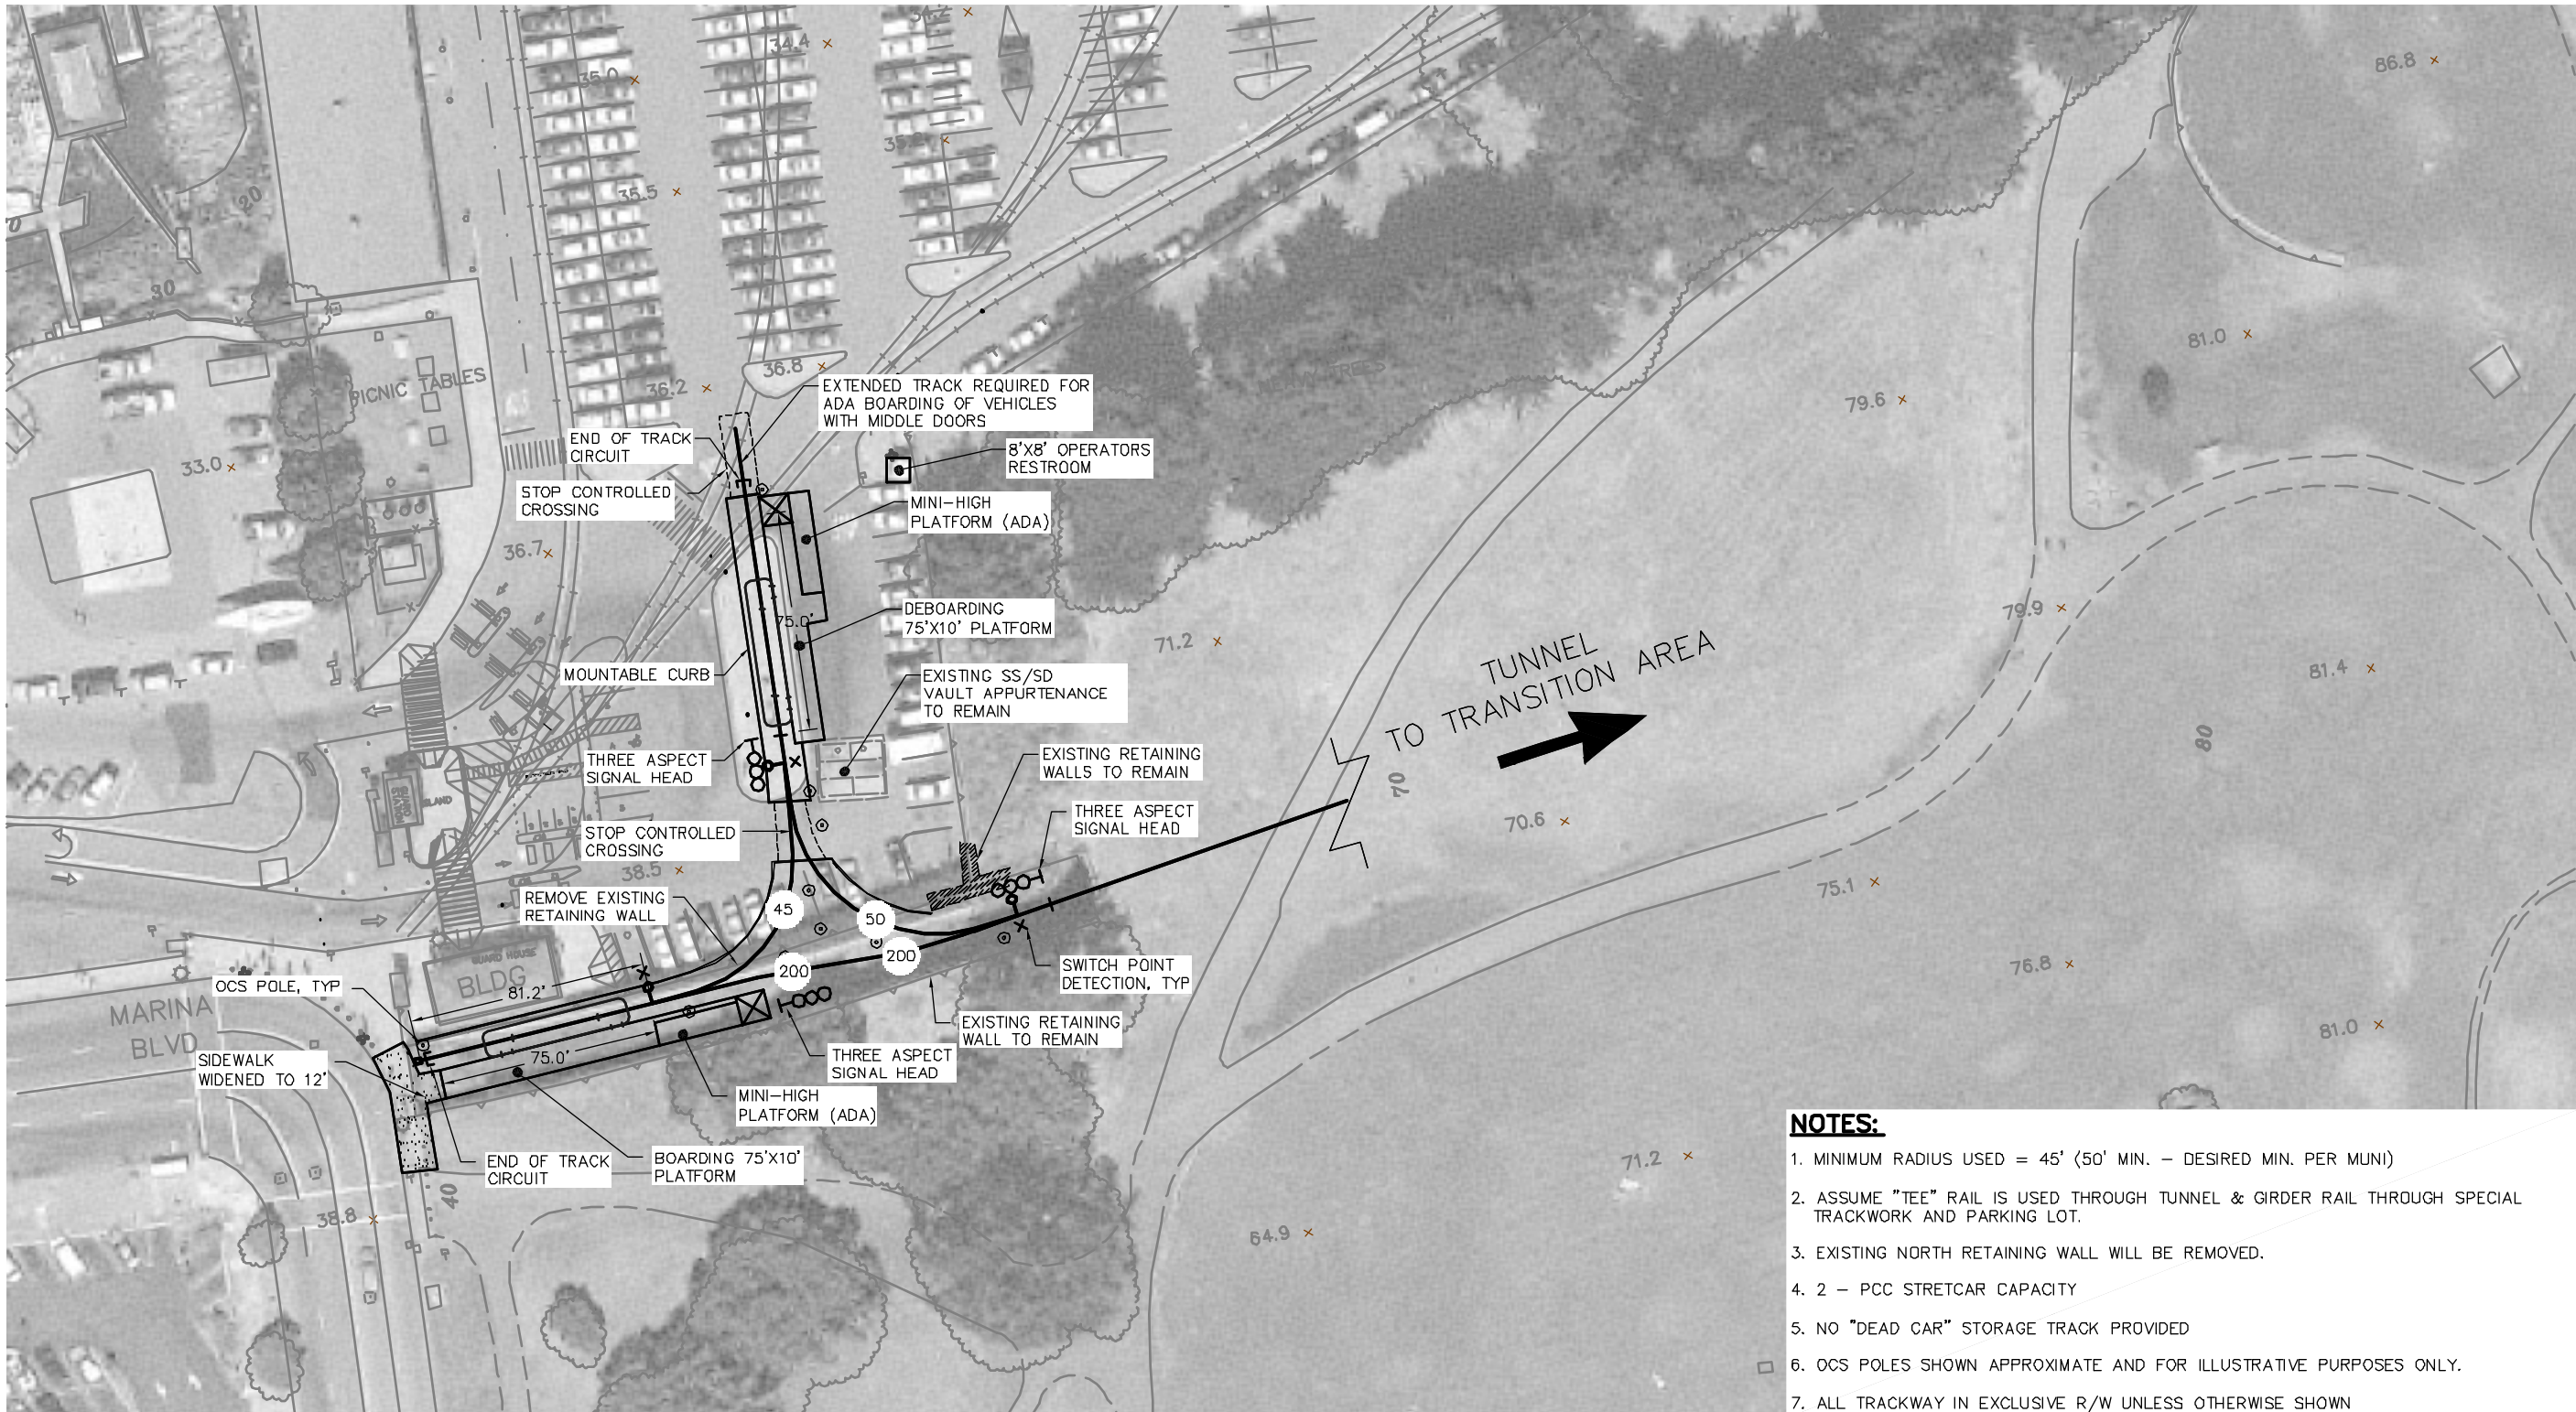 34.2
34.4
35.0
86.8
35.2
35.5
20
30
81.0
PICNIC TABLES
36.8
36.2
79.6
EXTENDED TRACK REQUIRED FOR
ADA BOARDING OF VEHICLES
WITH MIDDLE DOORS
END OF TRACK
CIRCUIT
8'X8' OPERATORS
RESTROOM
33.0
STOP CONTROLLED
CROSSING
MINI-HIGH
PLATFORM (ADA)
36.7
79.9
DEBOARDING
75'X10' PLATFORM
75.0'
71.2
TUNNEL
TO TRANSITION AREA
MOUNTABLE CURB
EXISTING SS/SD
VAULT APPURTENANCE
TO REMAIN
81.4
80
THREE ASPECT
SIGNAL HEAD
EXISTING RETAINING
WALLS TO REMAIN
70
THREE ASPECT
SIGNAL HEAD
70.6
STOP CONTROLLED
CROSSING
38.5
75.1
REMOVE EXISTING
RETAINING WALL
45
50
200
200
GUARD HOUSE
BLDG
76.8
SWITCH POINT
DETECTION, TYP
OCS POLE, TYP
81.2'
MARINA
BLVD
81.0
EXISTING RETAINING
WALL TO REMAIN
SIDEWALK
WIDENED TO 12'
75.0'
THREE ASPECT
SIGNAL HEAD
MINI-HIGH
PLATFORM (ADA)
END OF TRACK
CIRCUIT
BOARDING 75'X10'
PLATFORM
40
38.8
64.9
71.2
NOTES:
1. MINIMUM RADIUS USED = 45' (50' MIN. - DESIRED MIN. PER MUNI)
2. ASSUME "TEE" RAIL IS USED THROUGH TUNNEL & GIRDER RAIL THROUGH SPECIAL
TRACKWORK AND PARKING LOT.
3. EXISTING NORTH RETAINING WALL WILL BE REMOVED.
4. 2 - PCC STRETCAR CAPACITY
5. NO "DEAD CAR" STORAGE TRACK PROVIDED
6. OCS POLES SHOWN APPROXIMATE AND FOR ILLUSTRATIVE PURPOSES ONLY.
7. ALL TRACKWAY IN EXCLUSIVE R/W UNLESS OTHERWISE SHOWN